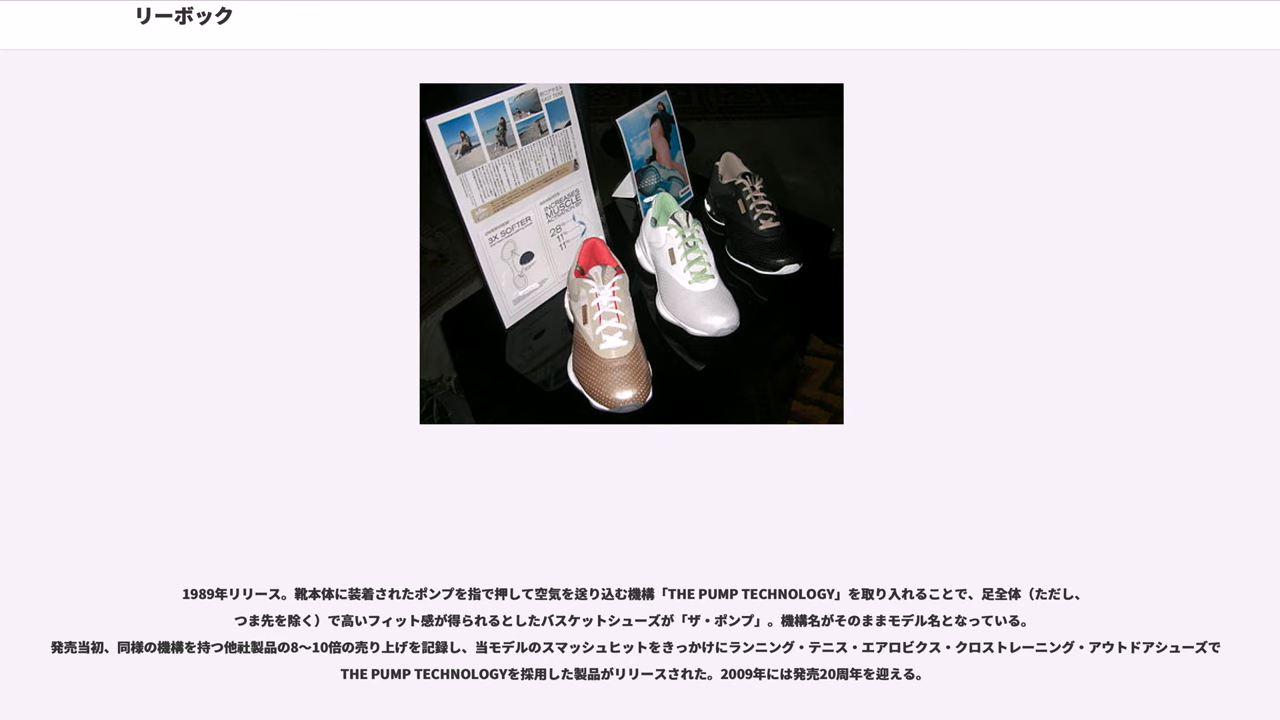 リーボック
3X SOFTER
INCREASES
MUSCLE
28%
11%
11%
1989年リリース。靴本体に装着されたポンプを指で押して空気を送り込む機構「THE PUMP TECHNOLOGY」を取り入れることで、足全体（ただし、
つま先を除く）で高いフィット感が得られるとしたバスケットシューズが「ザ・ポンプ」。機構名がそのままモデル名となっている。
発売当初、同様の機構を持つ他社製品の8〜10倍の売り上げを記録し、当モデルのスマッシュヒットをきっかけにランニング・テニス・エアロビクス・クロストレーニング・アウトドアシューズで
THE PUMP TECHNOLOGYを採用した製品がリリースされた。2009年には発売20周年を迎える。